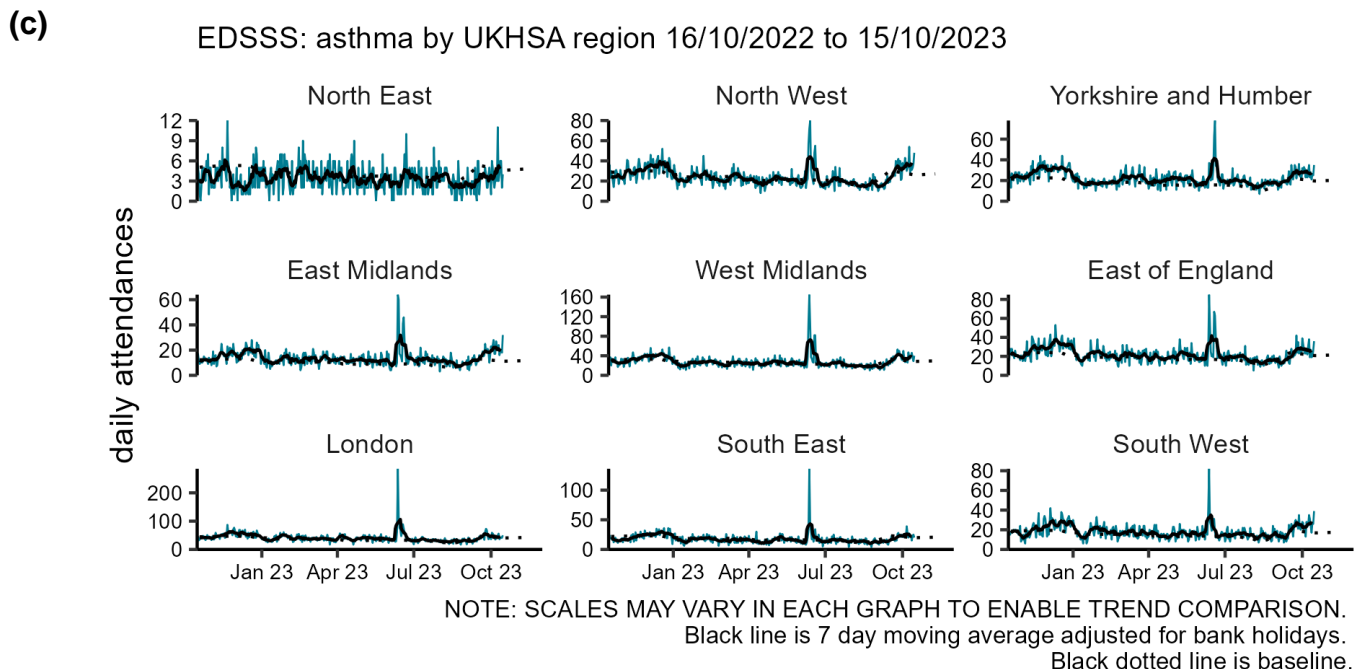 (c)
EDSSS: asthma by UKHSA region 16/10/2022 to 15/10/2023
daily attendances
North East
12
9
6
3
0
North West
80
60
40
20
0
Yorkshire and Humber
60
40
20
0
East Midlands
60
40
20
0
West Midlands
160
120
80
40
0
East of England
80
60
40
20
0
London
200
100
0
Jan 23 Apr 23 Jul 23 Oct 23
South East
100
50
0
Jan 23 Apr 23 Jul 23 Oct 23
South West
80
60
40
20
0
Jan 23 Apr 23 Jul 23 Oct 23
NOTE: SCALES MAY VARY IN EACH GRAPH TO ENABLE TREND COMPARISON.
Black line is 7 day moving average adjusted for bank holidays.
Black dotted line is baseline.